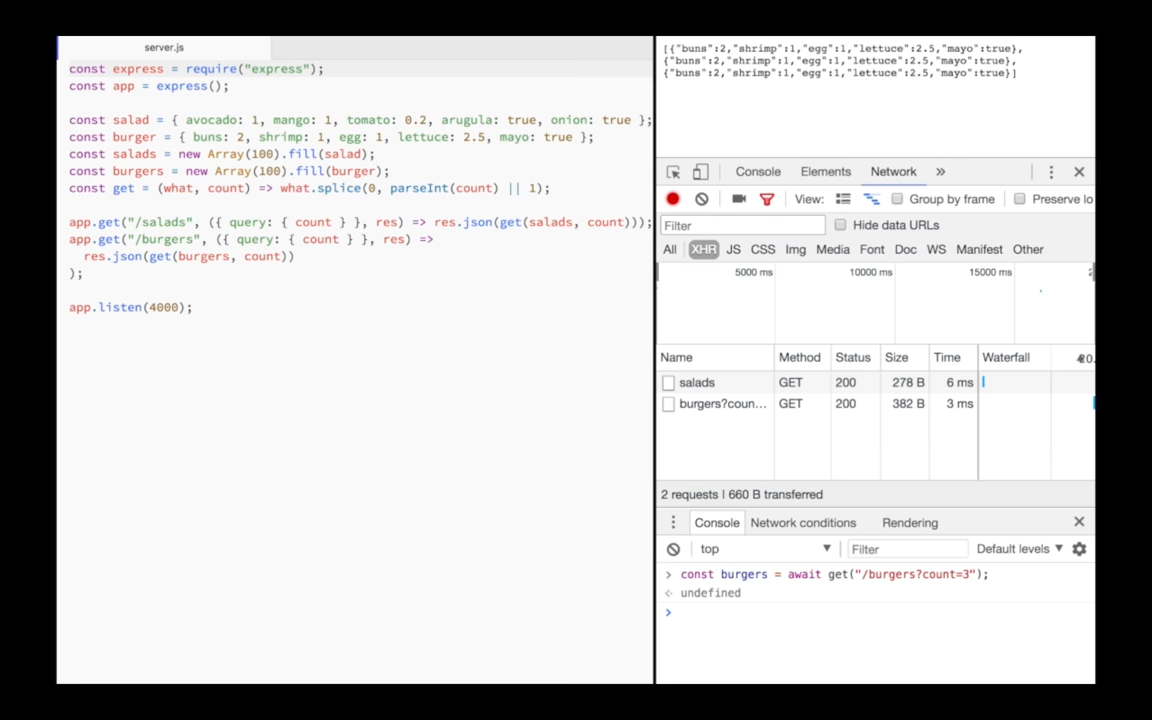 server.js
const express = require("express");
const app = express();
const salad = { avocado: 1, mango: 1, tomato: 0.2, arugula: true, onion: true };
const burger = { buns: 2, shrimp: 1, egg: 1, lettuce: 2.5, mayo: true };
const salads = new Array(100).fill(salad);
const burgers = new Array(100).fill(burger);
const get = (what, count) => what.splice(0, parseInt(count) || 1);
app.get("/salads", ({ query: { count } }, res) => res.json(get(salads, count)));
app.get("/burgers", ({ query: { count } }, res) =>
res.json(get(burgers, count))
);
app.listen(4000);
[{"buns":2,"shrimp":1,"egg":1,"lettuce":2.5,"mayo":true},
{"buns":2,"shrimp":1,"egg":1,"lettuce":2.5,"mayo":true},
{"buns":2,"shrimp":1,"egg":1,"lettuce":2.5,"mayo":true}]
Console Elements Network »
View: Group by frame Preserve lo
Filter Hide data URLs
All XHR JS CSS Img Media Font Doc WS Manifest Other
5000 ms 10000 ms 15000 ms 2
Name Method Status Size Time Waterfall
salads GET 200 278 B 6 ms
burgers?coun... GET 200 382 B 3 ms
2 requests | 660 B transferred
Console Network conditions Rendering
top Filter Default levels
> const burgers = await get("/burgers?count=3");
undefined
>